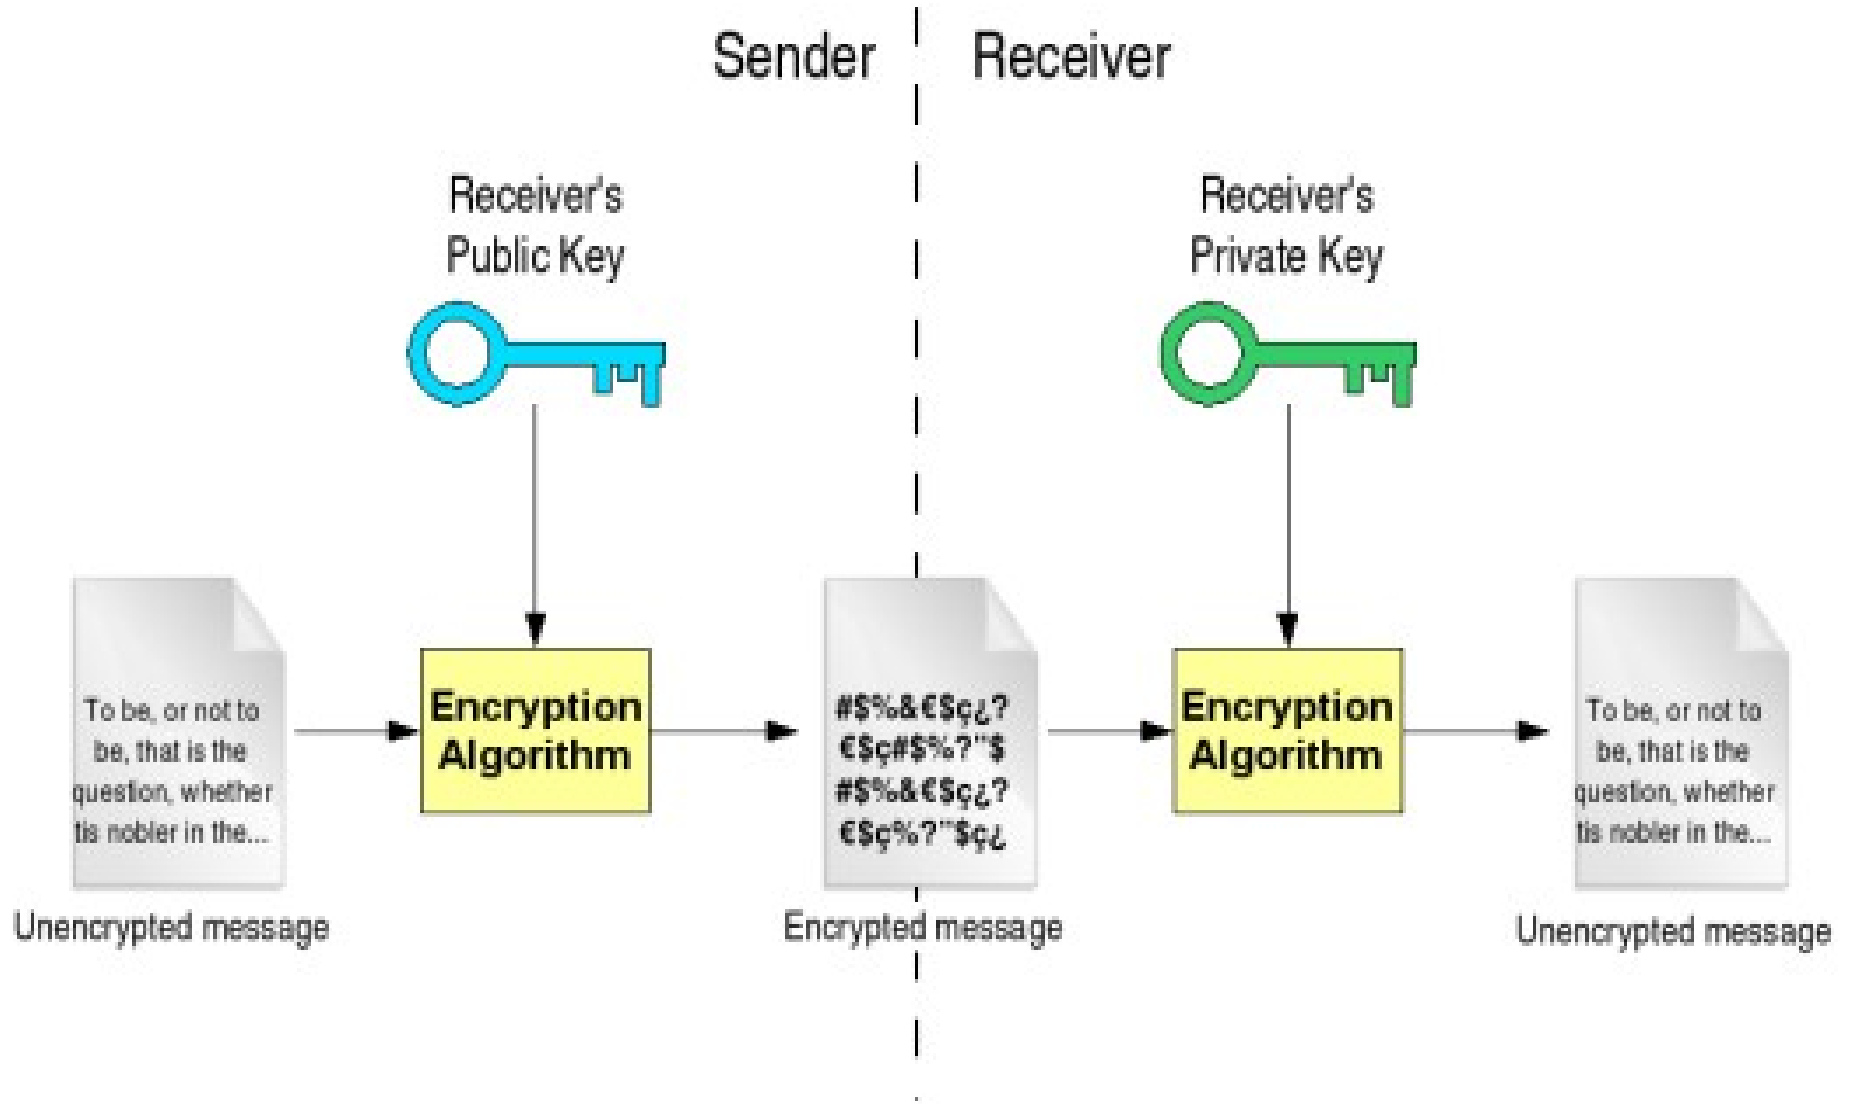 Sender
Receiver
Receiver's
Public Key
Receiver's
Private Key
To be, or not to
be, that is the
question, whether
tis nobler in the...
Unencrypted message
Encryption
Algorithm
#$%&€$ç¿?
€$ç#$%?"$
#$%&€$ç¿?
€$ç%?"$ç¿
Encrypted message
Encryption
Algorithm
To be, or not to
be, that is the
question, whether
tis nobler in the...
Unencrypted message